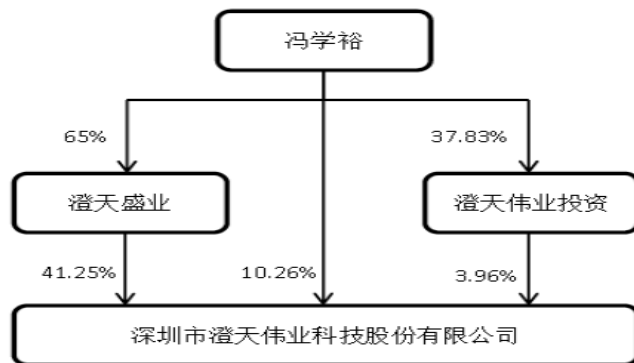 冯学裕
65%
37.83%
澄天盛业
澄天伟业投资
41.25%
10.26%
3.96%
深圳市澄天伟业科技股份有限公司